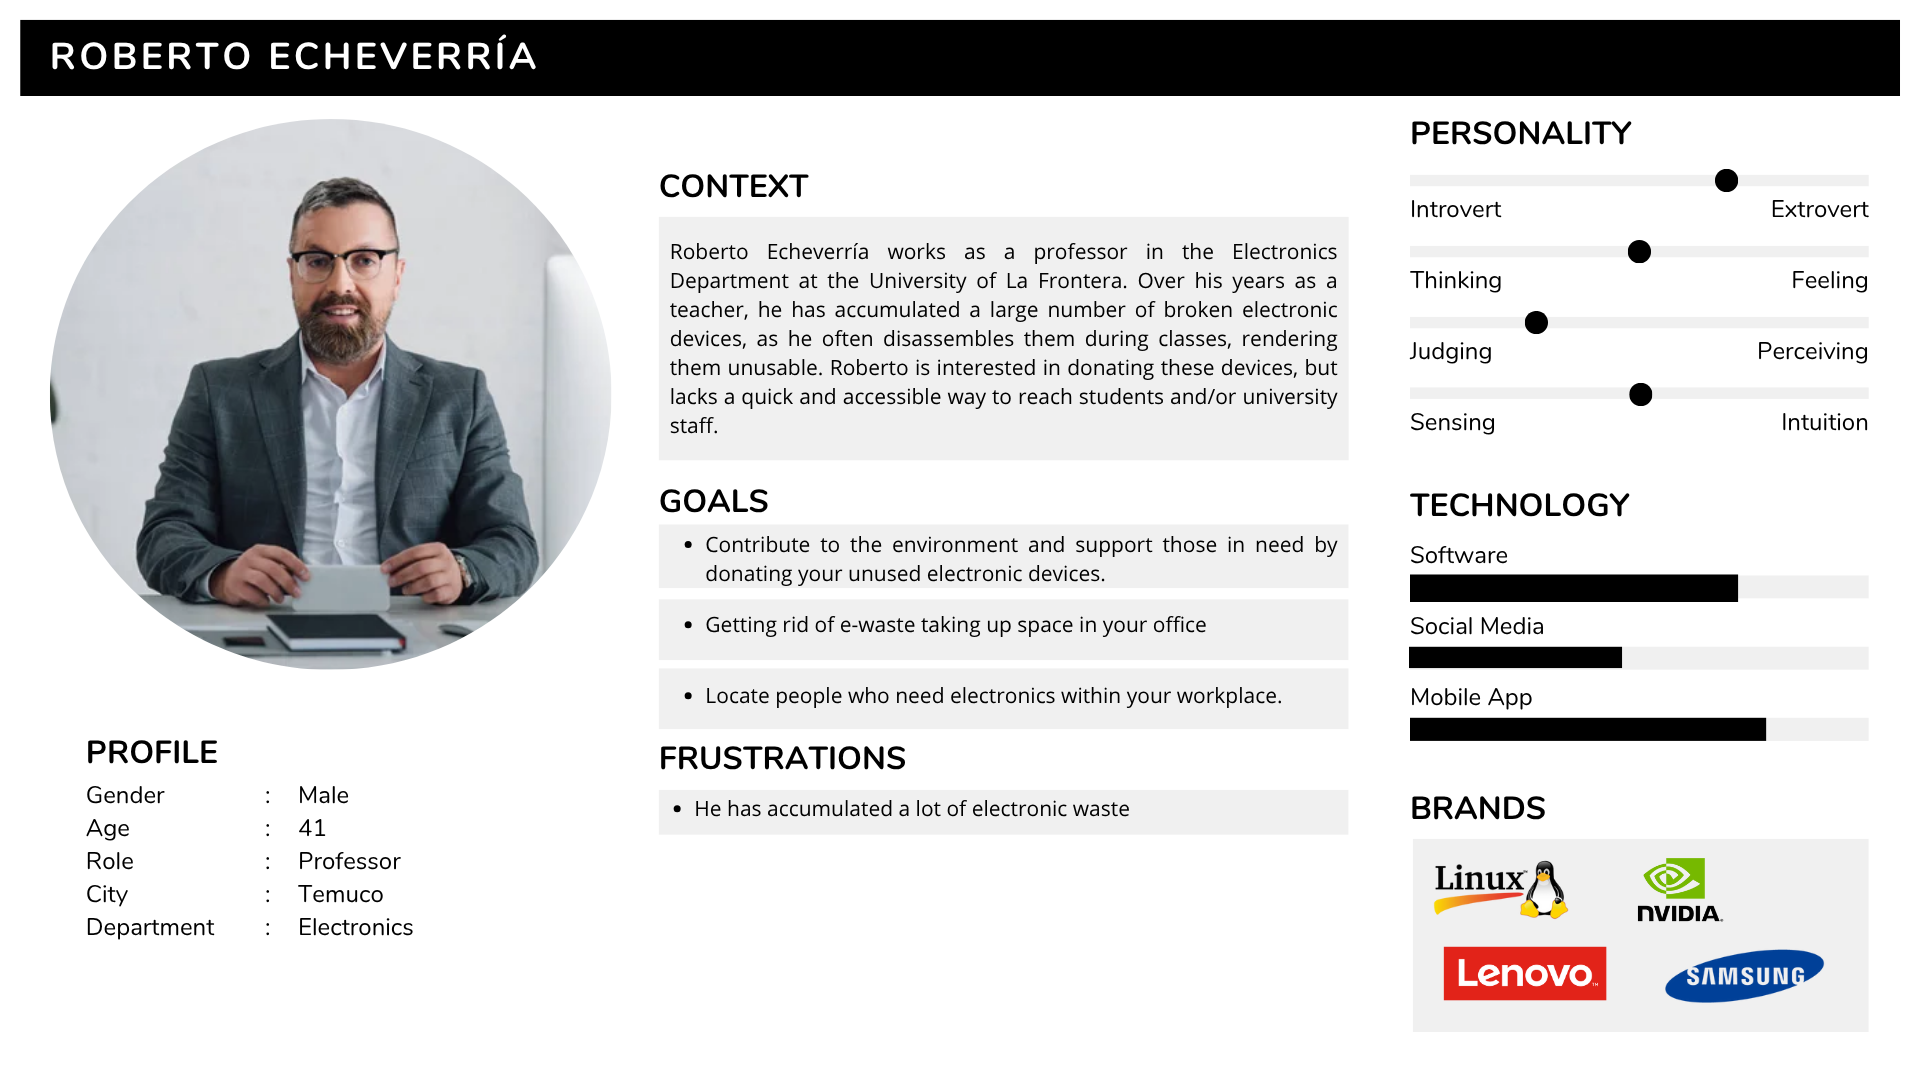 ROBERTO ECHEVERRÍA
CONTEXT
Roberto Echeverría works as a professor in the Electronics
Department at the University of La Frontera. Over his years as a
teacher, he has accumulated a large number of broken electronic
devices, as he often disassembles them during classes, rendering
them unusable. Roberto is interested in donating these devices, but
lacks a quick and accessible way to reach students and/or university
staff.
GOALS
• Contribute to the environment and support those in need by
donating your unused electronic devices.
• Getting rid of e-waste taking up space in your office
• Locate people who need electronics within your workplace.
FRUSTRATIONS
• He has accumulated a lot of electronic waste
PROFILE
Gender : Male
Age : 41
Role : Professor
City : Temuco
Department : Electronics
PERSONALITY
Introvert Extrovert
Thinking Feeling
Judging Perceiving
Sensing Intuition
TECHNOLOGY
Software
Social Media
Mobile App
BRANDS
Linux™
NVIDIA.
Lenovo™
SAMSUNG